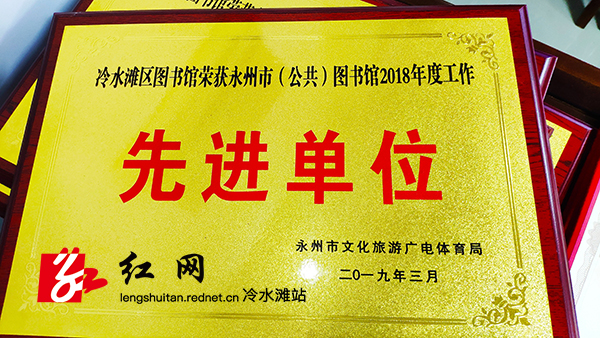 冷水滩区图书馆荣获永州市（公共）图书馆2018年度工作
先进单位
永州市文化旅游广电体育局
二〇一九年三月
红网
lengshuitan.rednet.cn 冷水滩站